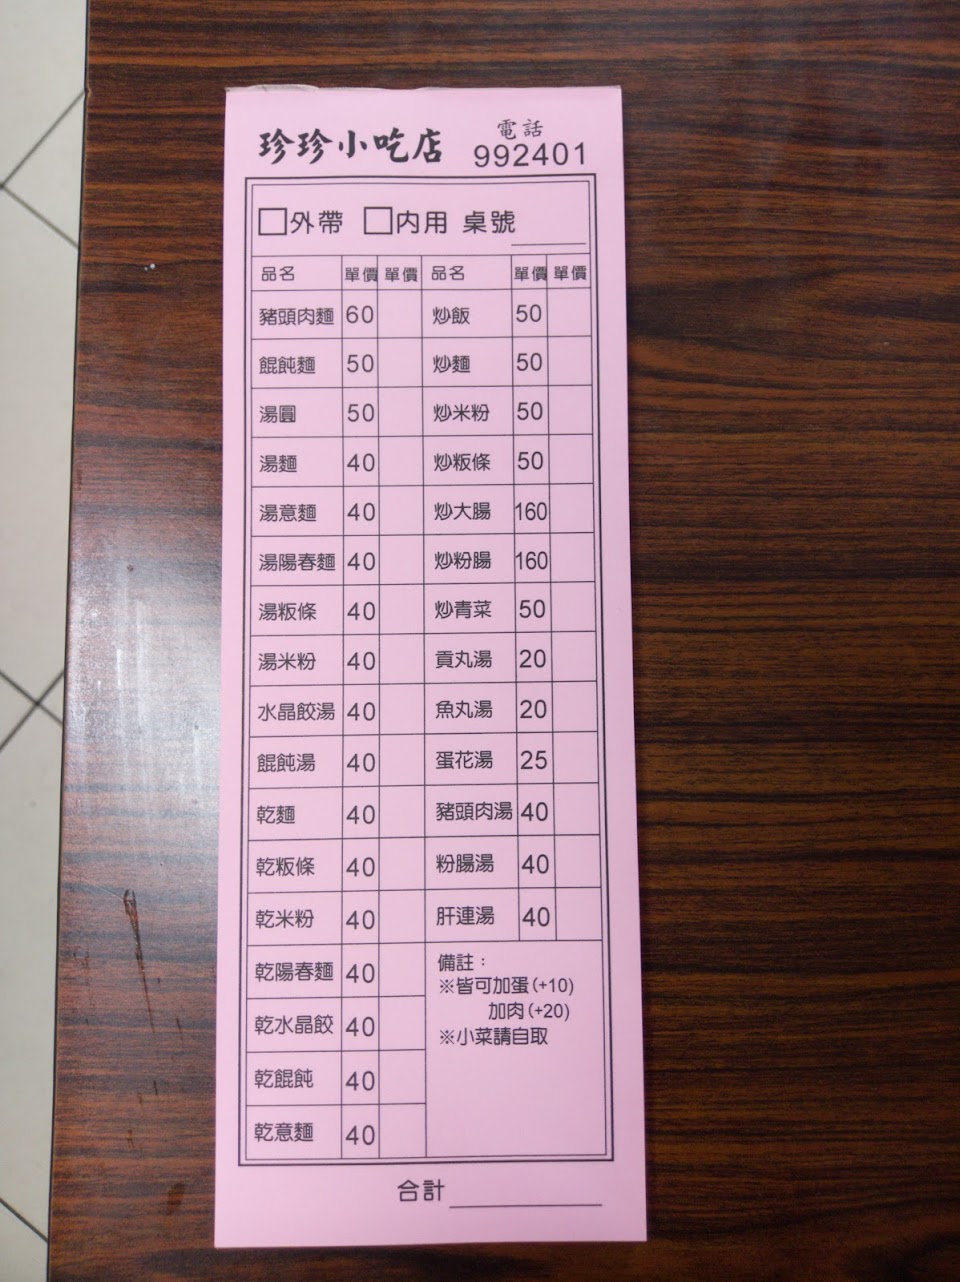 珍珍小吃店 電話 992401
□外帶 □內用 桌號
品名 單價 單價 品名 單價 單價
豬頭肉麵 60 炒飯 50
餛飩麵 50 炒麵 50
湯圓 50 炒米粉 50
湯麵 40 炒粄條 50
湯意麵 40 炒大腸 160
湯陽春麵 40 炒粉腸 160
湯粄條 40 炒青菜 50
湯米粉 40 貢丸湯 20
水晶餃湯 40 魚丸湯 20
餛飩湯 40 蛋花湯 25
乾麵 40 豬頭肉湯 40
乾粄條 40 粉腸湯 40
乾米粉 40 肝連湯 40
乾陽春麵 40
乾水晶餃 40
乾餛飩 40
乾意麵 40
備註：
※皆可加蛋(+10)
加肉(+20)
※小菜請自取
合計